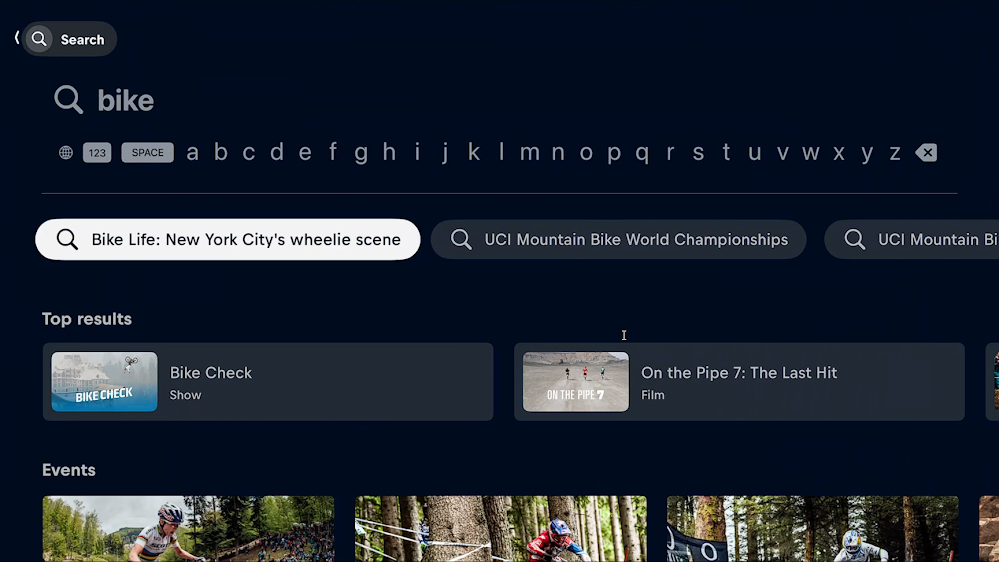 Search
bike
123 SPACE a b c d e f g h i j k l m n o p q r s t u v w x y z
Bike Life: New York City's wheelie scene
UCI Mountain Bike World Championships
UCI Mountain Bi
Top results
BIKE CHECK
Bike Check
Show
ON THE PIPE 7
On the Pipe 7: The Last Hit
Film
Events